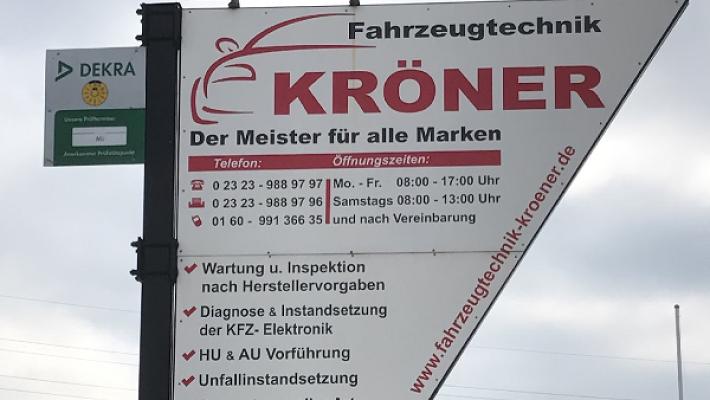 Fahrzeugtechnik
KRÖNER
Der Meister für alle Marken
Telefon: Öffnungszeiten:
0 23 23 - 988 97 97 Mo. - Fr. 08:00 - 17:00 Uhr
0 23 23 - 988 97 96 Samstags 08:00 - 13:00 Uhr
01 60 - 991 366 35 und nach Vereinbarung
Wartung u. Inspektion
nach Herstellervorgaben
Diagnose & Instandsetzung
der KFZ- Elektronik
HU & AU Vorführung
Unfallinstandsetzung
www.fahrzeugtechnik-kroener.de
DEKRA
Unsere Prüftermine:
Mi